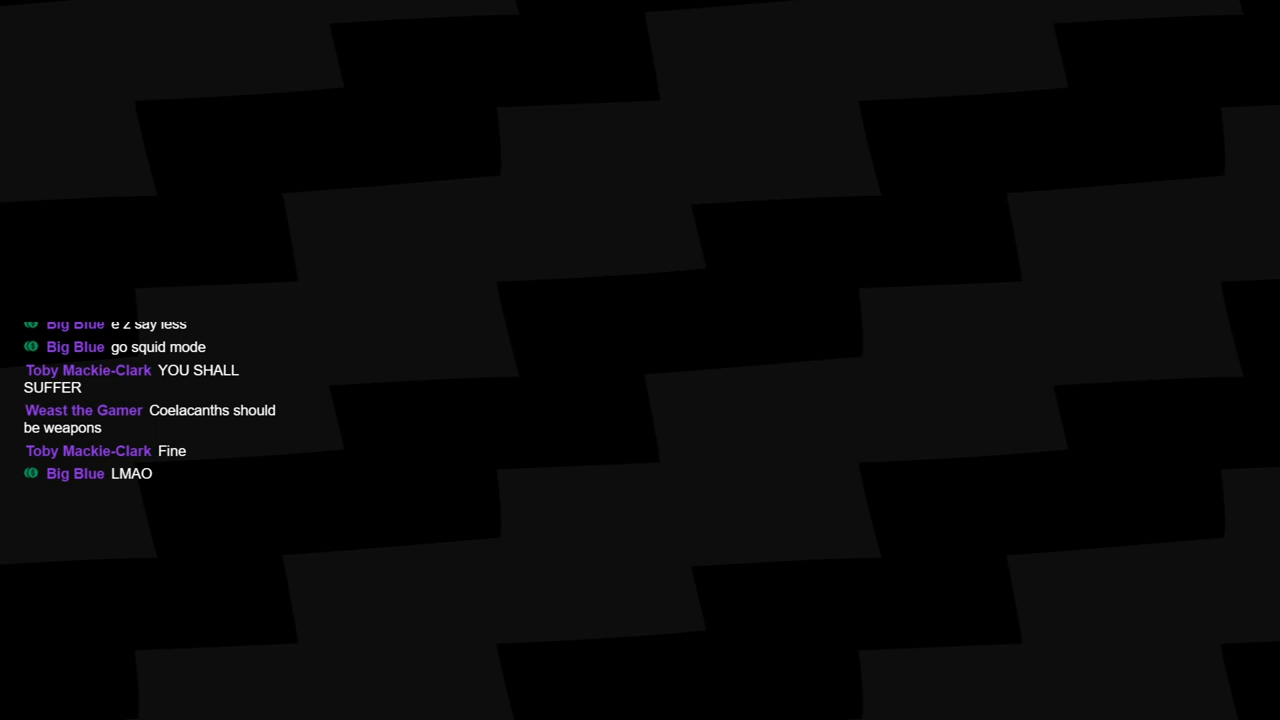 Big Blue e z say less
Big Blue go squid mode
Toby Mackie-Clark YOU SHALL
SUFFER
Weast the Gamer Coelacanths should
be weapons
Toby Mackie-Clark Fine
Big Blue LMAO